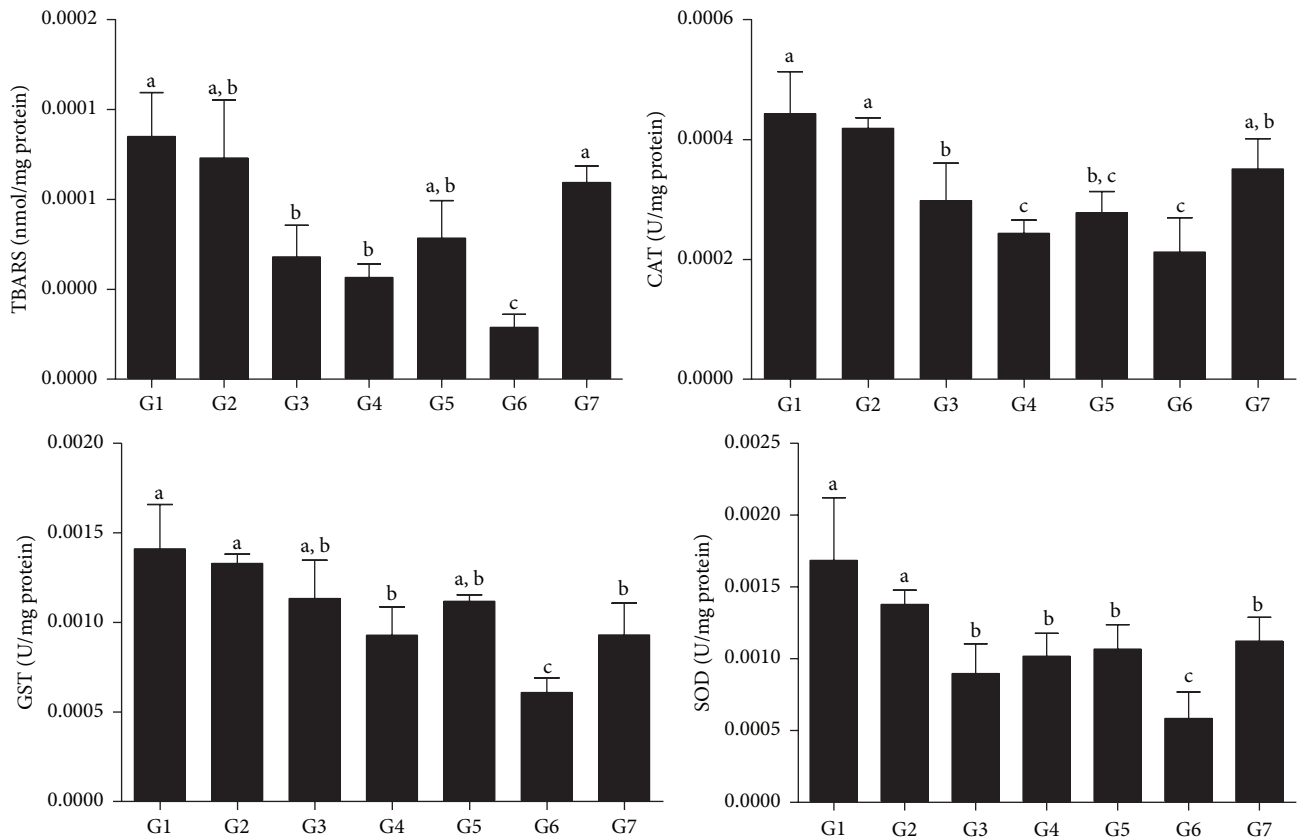 TBARS (nmol/mg protein)
0.0002
0.0001
0.0001
0.0000
0.0000
a
a, b
b
b
a, b
c
a
G1 G2 G3 G4 G5 G6 G7
CAT (U/mg protein)
0.0006
0.0004
0.0002
0.0000
a
a
b
c
b, c
c
a, b
G1 G2 G3 G4 G5 G6 G7
GST (U/mg protein)
0.0020
0.0015
0.0010
0.0005
0.0000
a
a
a, b
b
a, b
c
b
G1 G2 G3 G4 G5 G6 G7
SOD (U/mg protein)
0.0025
0.0020
0.0015
0.0010
0.0005
0.0000
a
a
b
b
b
c
b
G1 G2 G3 G4 G5 G6 G7